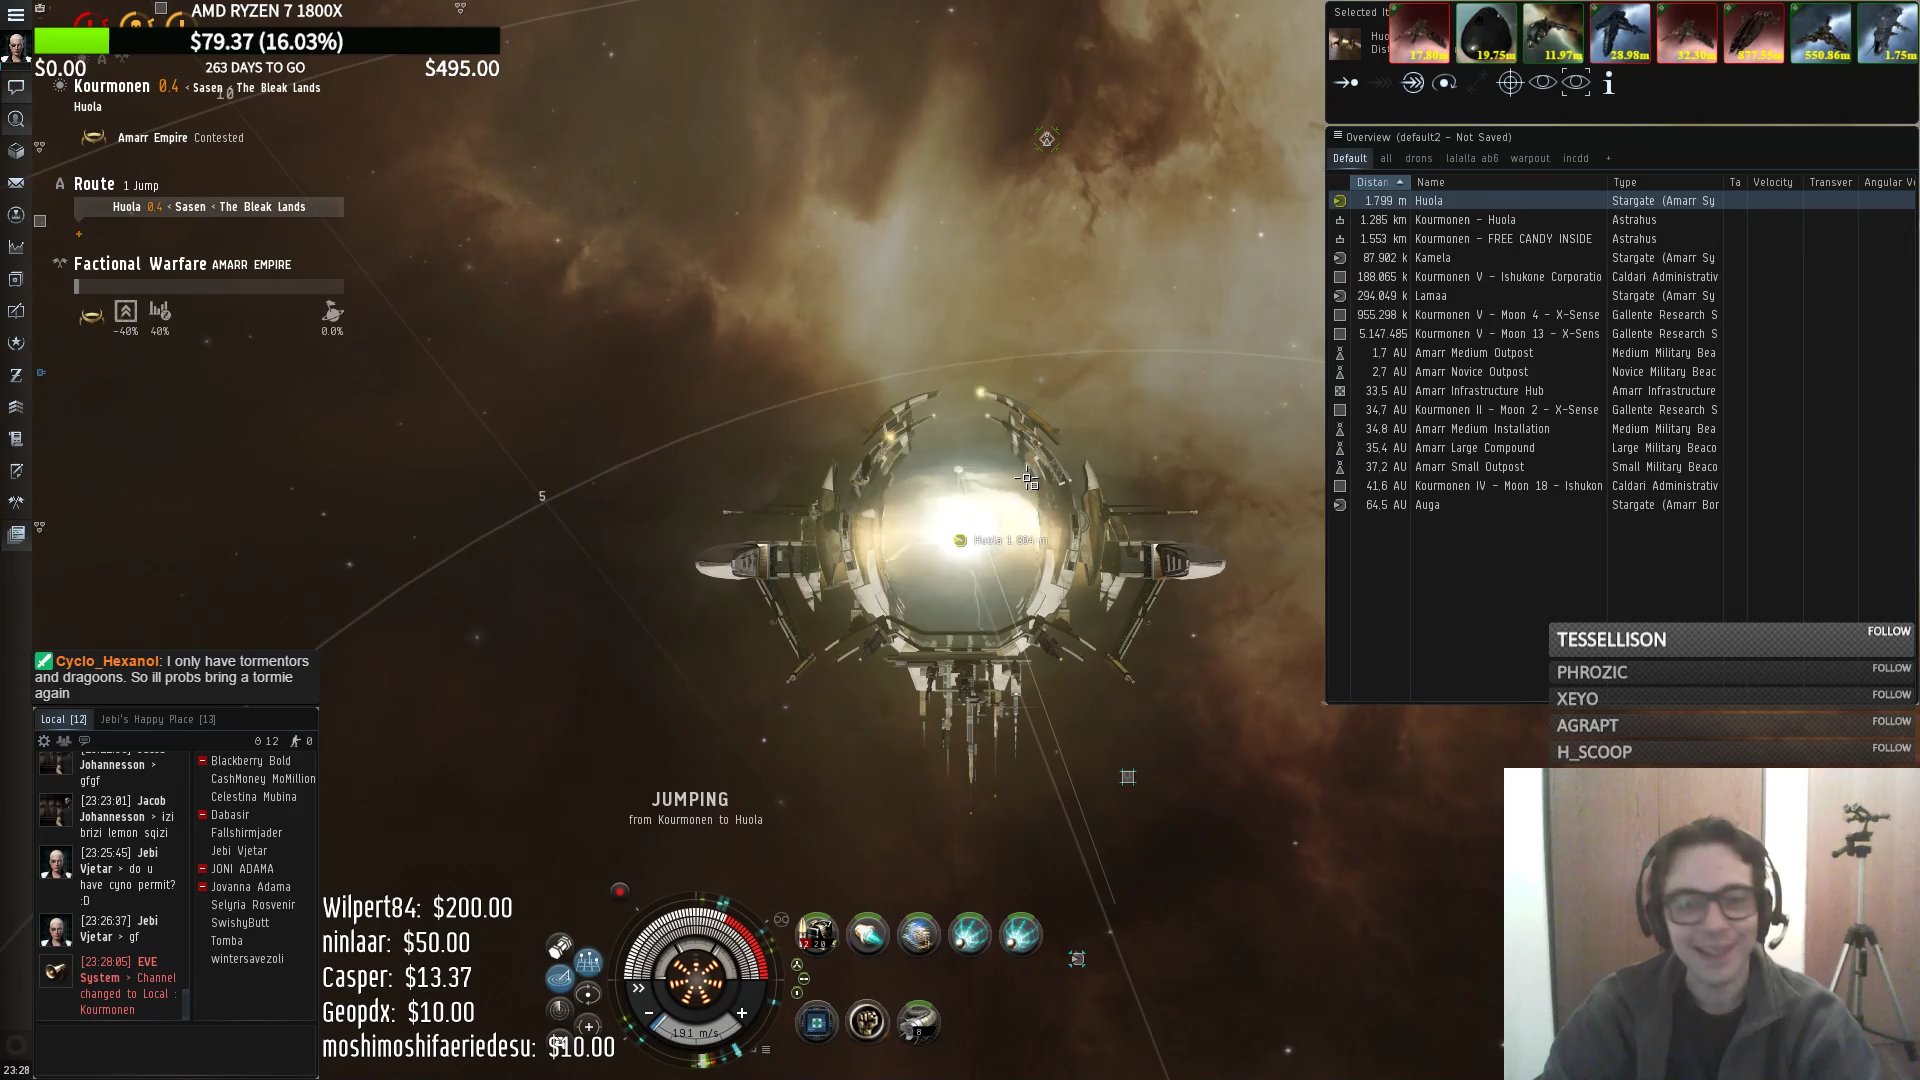 AMD RYZEN 7 1800X
$79.37 (16.03%)
$0.00
263 DAYS TO GO
$495.00
Kourmonen 0.4 < Sasen < The Bleak Lands
10
Huola
Amarr Empire Contested
Route 1 Jump
Huola 0.4 < Sasen < The Bleak Lands
+
Factional Warfare AMARR EMPIRE
-40% 40% 0.0%
5
Huola 1.804 m
JUMPING
from Kourmonen to Huola
Cyclo_Hexanol: I only have tormentors
and dragoons. So ill probs bring a tormie
again
Local [12] Jebi's Happy Place [13]
12 0
Johannesson >
gfgf
[23:23:01] Jacob
Johannesson > izi
brizi lemon sqizi
[23:25:45] Jebi
Vjetar > do u
have cyno permit?
:D
[23:26:37] Jebi
Vjetar > gf
[23:28:05] EVE
System > Channel
changed to Local :
Kourmonen
Blackberry Bold
CashMoney MoMillion
Celestina Mubina
Dabasir
Fallshirmjader
Jebi Vjetar
JONI ADAMA
Jovanna Adama
Selyria Rosvenir
SwishyButt
Tomba
wintersavezoli
23:28
Wilpert84: $200.00
ninlaar: $50.00
Casper: $13.37
Geopdx: $10.00
moshimoshifaeriedesu: $10.00
191 m/s
20
8
Selected It
17.80m 19.75m 11.97m 28.98m 32.30m 877.55m 550.86m 1.75m
Overview (default2 - Not Saved)
Default all drons lalalla ab6 warpout incdd +
Distan Name Type Ta Velocity Transver Angular Ve
1.799 m Huola Stargate (Amarr Sy
1.285 km Kourmonen - Huola Astrahus
1.553 km Kourmonen - FREE CANDY INSIDE Astrahus
87.902 k Kamela Stargate (Amarr Sy
188.065 k Kourmonen V - Ishukone Corporatio Caldari Administrativ
294.049 k Lamaa Stargate (Amarr Sy
955.298 k Kourmonen V - Moon 4 - X-Sense Gallente Research S
5.147.485 Kourmonen V - Moon 13 - X-Sens Gallente Research S
1,7 AU Amarr Medium Outpost Medium Military Bea
2,7 AU Amarr Novice Outpost Novice Military Beac
33,5 AU Amarr Infrastructure Hub Amarr Infrastructure
34,7 AU Kourmonen II - Moon 2 - X-Sense Gallente Research S
34,8 AU Amarr Medium Installation Medium Military Bea
35,4 AU Amarr Large Compound Large Military Beaco
37,2 AU Amarr Small Outpost Small Military Beaco
41,6 AU Kourmonen IV - Moon 18 - Ishukon Caldari Administrativ
64,5 AU Auga Stargate (Amarr Bor
TESSELLISON FOLLOW
PHROZIC FOLLOW
XEYO FOLLOW
AGRAPT FOLLOW
H_SCOOP FOLLOW